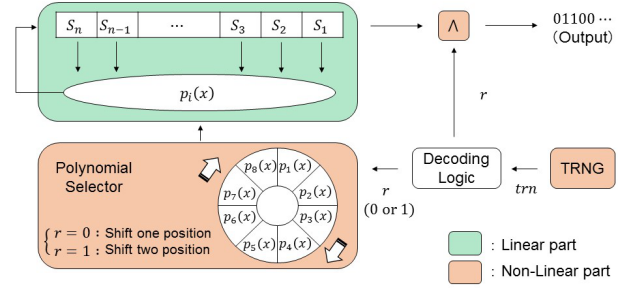 Sₙ Sₙ₋₁ ⋯ S₃ S₂ S₁
pᵢ(x)
∧
01100 ⋯
(Output)
r
Polynomial
Selector
p₈(x) p₁(x)
p₇(x) p₂(x)
p₆(x) p₃(x)
p₅(x) p₄(x)
{ r = 0 : Shift one position
r = 1 : Shift two position
r
(0 or 1)
Decoding
Logic
trn
TRNG
: Linear part
: Non-Linear part